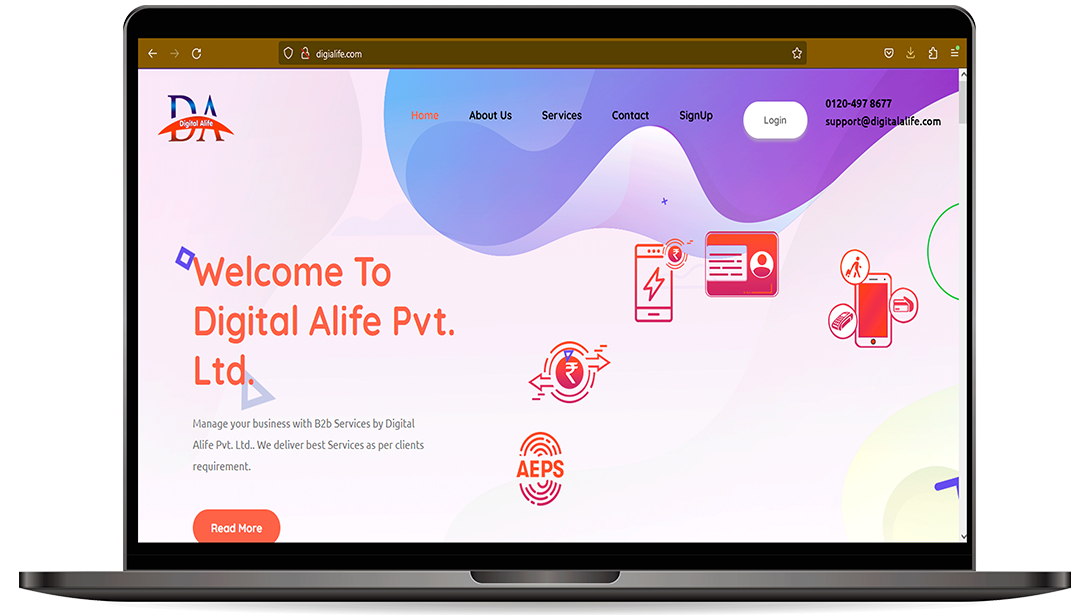 digialife.com
DA
Digital Alife
Home
About Us
Services
Contact
SignUp
Login
0120-497 8677
support@digitalalife.com
Welcome To
Digital Alife Pvt.
Ltd.
Manage your business with B2b Services by Digital
Alife Pvt. Ltd.. We deliver best Services as per clients
requirement.
Read More
₹
₹
AEPS